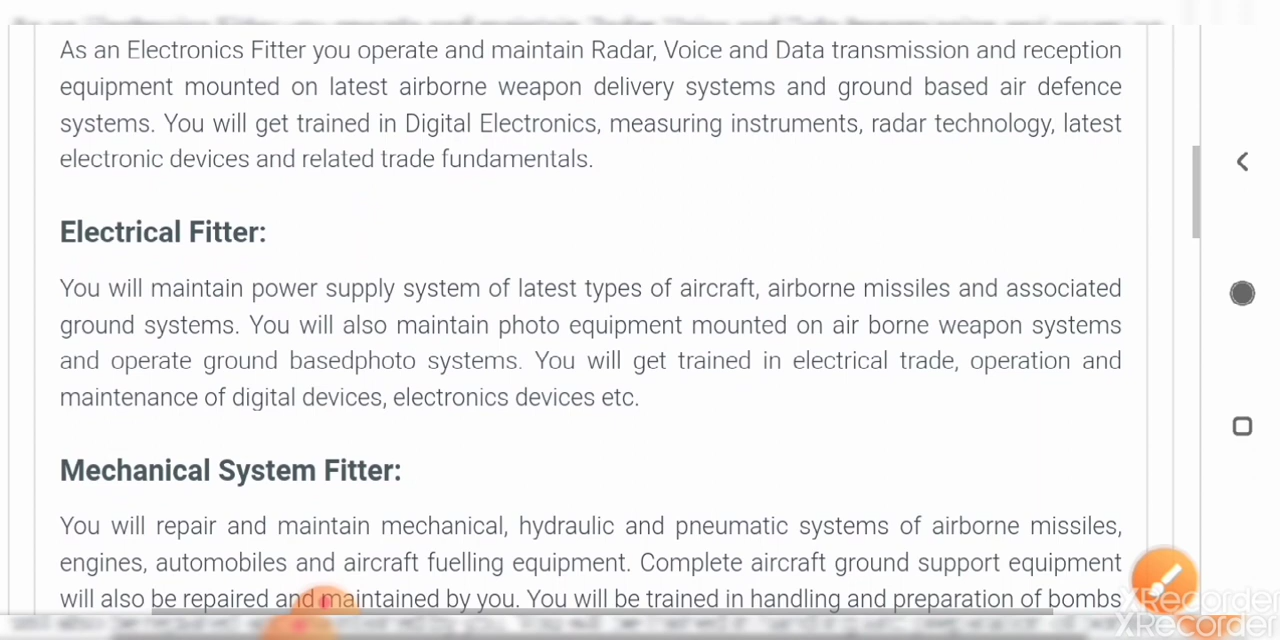 As an Electronics Fitter you operate and maintain Radar, Voice and Data transmission and reception
equipment mounted on latest airborne weapon delivery systems and ground based air defence
systems. You will get trained in Digital Electronics, measuring instruments, radar technology, latest
electronic devices and related trade fundamentals.
Electrical Fitter:
You will maintain power supply system of latest types of aircraft, airborne missiles and associated
ground systems. You will also maintain photo equipment mounted on air borne weapon systems
and operate ground basedphoto systems. You will get trained in electrical trade, operation and
maintenance of digital devices, electronics devices etc.
Mechanical System Fitter:
You will repair and maintain mechanical, hydraulic and pneumatic systems of airborne missiles,
engines, automobiles and aircraft fuelling equipment. Complete aircraft ground support equipment
will also be repaired and maintained by you. You will be trained in handling and preparation of bombs
XRecorder
XRecorder